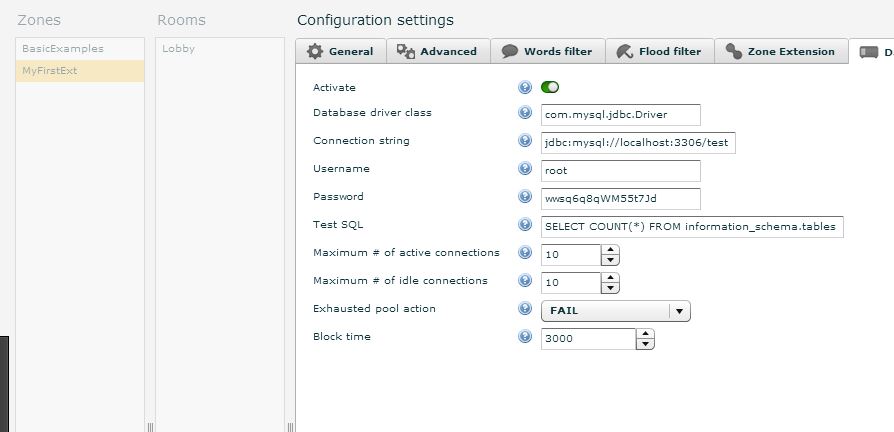 Zones
Rooms
Configuration settings
BasicExamples
MyFirstExt
Lobby
General
Advanced
Words filter
Flood filter
Zone Extension
D
Activate
Database driver class
com.mysql.jdbc.Driver
Connection string
jdbc:mysql://localhost:3306/test
Username
root
Password
wwsq6q8qWM55t7Jd
Test SQL
SELECT COUNT(*) FROM information_schema.tables
Maximum # of active connections
10
Maximum # of idle connections
10
Exhausted pool action
FAIL
Block time
3000